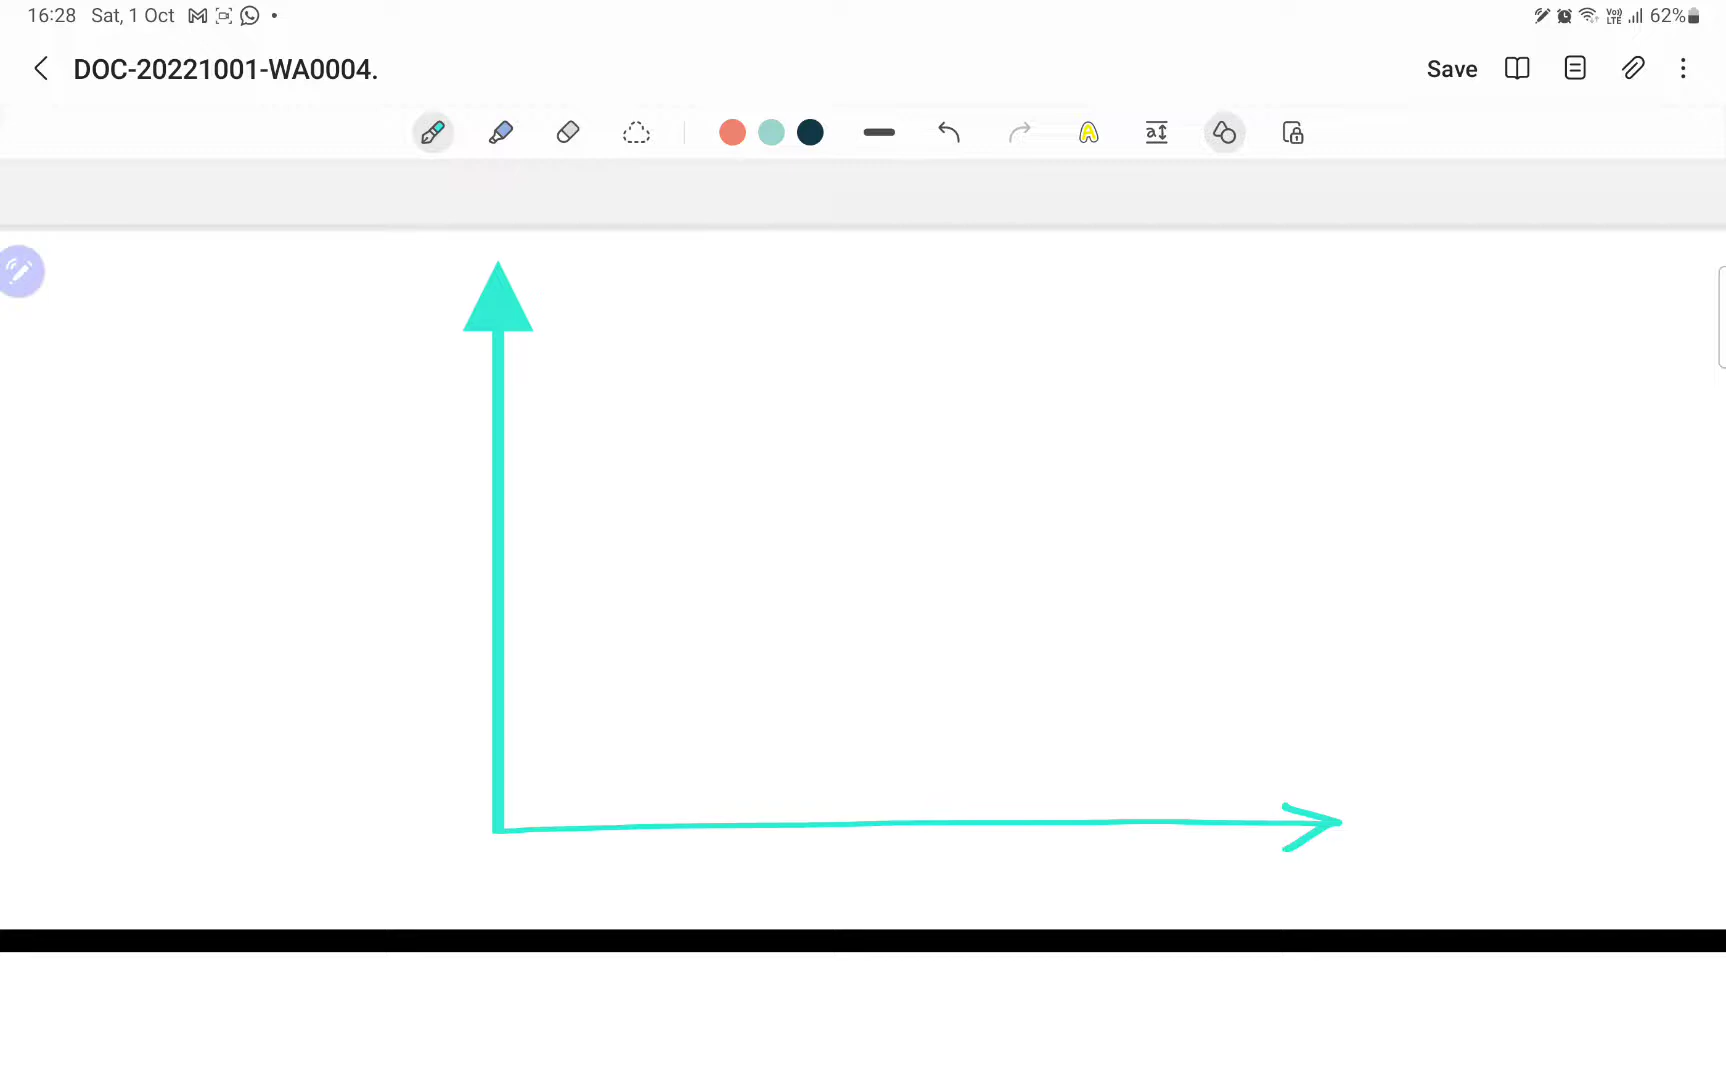 16:28 Sat, 1 Oct
62%
DOC-20221001-WA0004.
Save
A
a